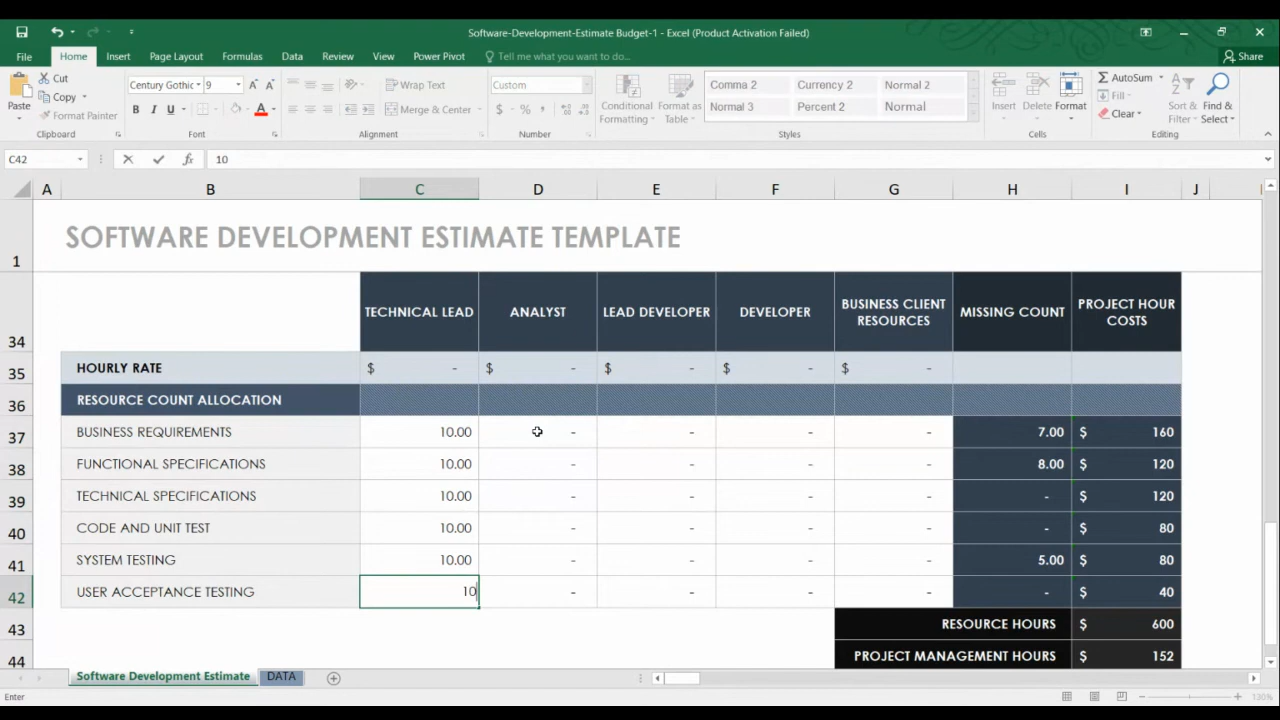 Software-Development-Estimate Budget-1 - Excel (Product Activation Failed)
File Home Insert Page Layout Formulas Data Review View Power Pivot Tell me what you want to do... Share
Paste Cut Copy Format Painter Clipboard
Century Gothic 9 B I U A A A Font
Wrap Text Merge & Center Alignment
Custom $ % , Number
Conditional Formatting Format as Table
Comma 2 Currency 2 Normal 2
Normal 3 Percent 2 Normal
Styles
Insert Delete Format Cells
AutoSum Fill Clear Sort & Filter Find & Select Editing
C42 fx 10
A B C D E F G H I J
1 SOFTWARE DEVELOPMENT ESTIMATE TEMPLATE
34 TECHNICAL LEAD ANALYST LEAD DEVELOPER DEVELOPER BUSINESS CLIENT RESOURCES MISSING COUNT PROJECT HOUR COSTS
35 HOURLY RATE $ - $ - $ - $ - $ -
36 RESOURCE COUNT ALLOCATION
37 BUSINESS REQUIREMENTS 10.00 - - - - 7.00 $ 160
38 FUNCTIONAL SPECIFICATIONS 10.00 - - - - 8.00 $ 120
39 TECHNICAL SPECIFICATIONS 10.00 - - - - - $ 120
40 CODE AND UNIT TEST 10.00 - - - - - $ 80
41 SYSTEM TESTING 10.00 - - - - 5.00 $ 80
42 USER ACCEPTANCE TESTING 10 - - - - - $ 40
43 RESOURCE HOURS $ 600
44 PROJECT MANAGEMENT HOURS $ 152
Software Development Estimate DATA
Enter 130%